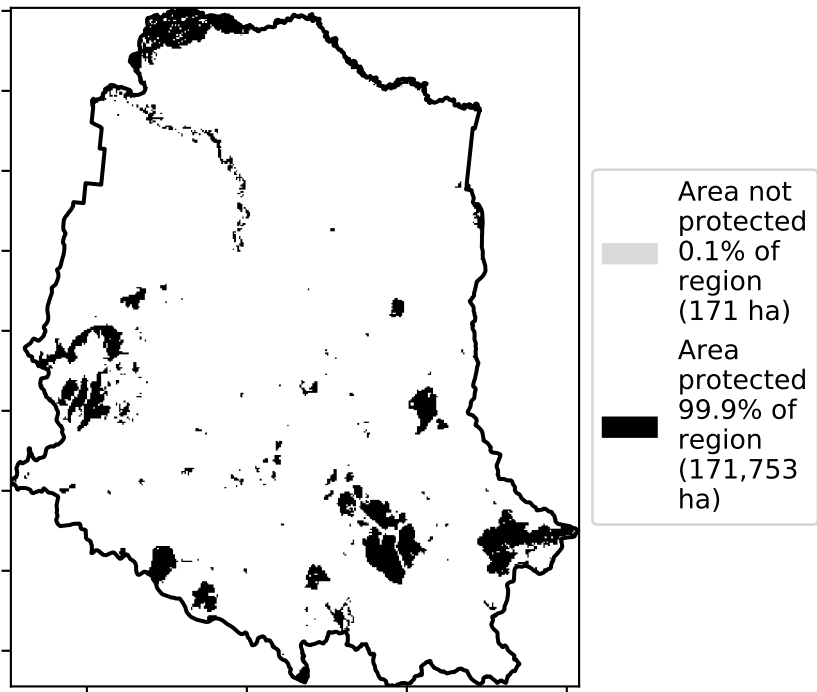 Area not
protected
0.1% of
region
(171 ha)
Area
protected
99.9% of
region
(171,753
ha)